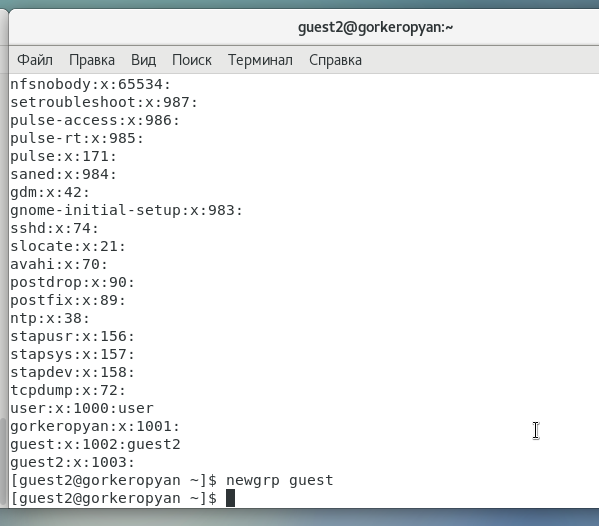 guest2@gorkeropyan:~
Файл Правка Вид Поиск Терминал Справка
nfsnobody:x:65534:
setroubleshoot:x:987:
pulse-access:x:986:
pulse-rt:x:985:
pulse:x:171:
saned:x:984:
gdm:x:42:
gnome-initial-setup:x:983:
sshd:x:74:
slocate:x:21:
avahi:x:70:
postdrop:x:90:
postfix:x:89:
ntp:x:38:
stapusr:x:156:
stapsys:x:157:
stapdev:x:158:
tcpdump:x:72:
user:x:1000:user
gorkeropyan:x:1001:
guest:x:1002:guest2
guest2:x:1003:
[guest2@gorkeropyan ~]$ newgrp guest
[guest2@gorkeropyan ~]$